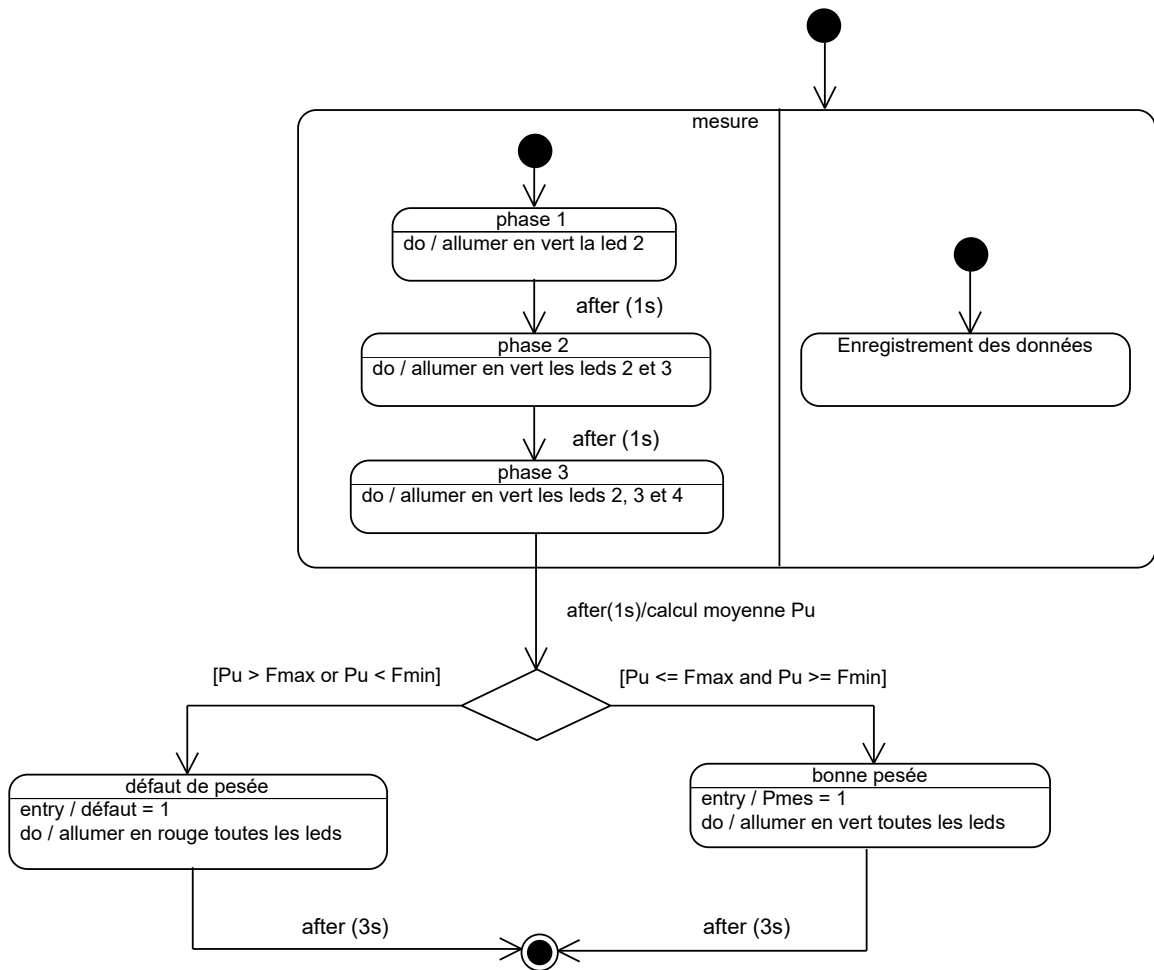 mesure
phase 1
do / allumer en vert la led 2
after (1s)
phase 2
do / allumer en vert les leds 2 et 3
after (1s)
phase 3
do / allumer en vert les leds 2, 3 et 4
Enregistrement des données
after(1s)/calcul moyenne Pu
[Pu > Fmax or Pu < Fmin]
[Pu <= Fmax and Pu >= Fmin]
défaut de pesée
entry / défaut = 1
do / allumer en rouge toutes les leds
bonne pesée
entry / Pmes = 1
do / allumer en vert toutes les leds
after (3s)
after (3s)